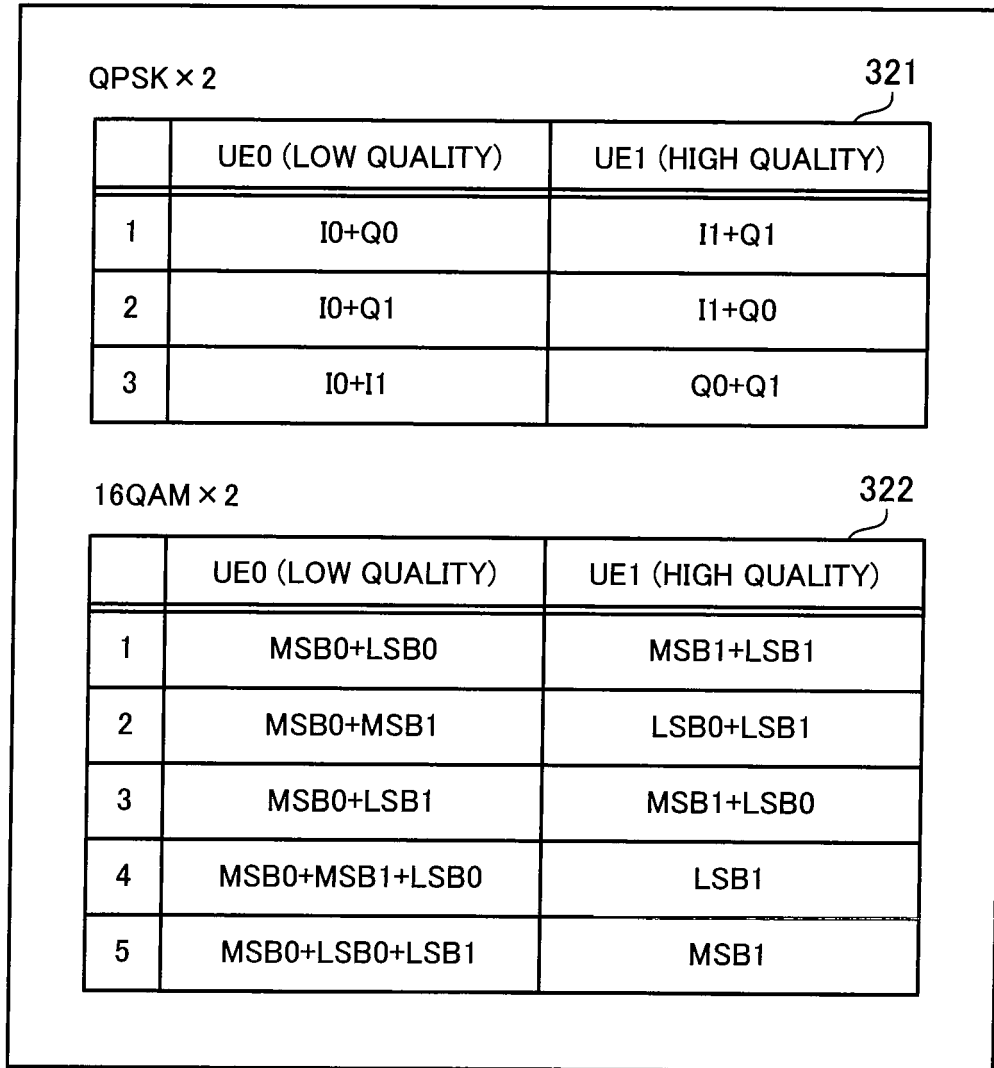 QPSK×2
321
UE0 (LOW QUALITY) UE1 (HIGH QUALITY)
1 I0+Q0 I1+Q1
2 I0+Q1 I1+Q0
3 I0+I1 Q0+Q1
16QAM×2
322
UE0 (LOW QUALITY) UE1 (HIGH QUALITY)
1 MSB0+LSB0 MSB1+LSB1
2 MSB0+MSB1 LSB0+LSB1
3 MSB0+LSB1 MSB1+LSB0
4 MSB0+MSB1+LSB0 LSB1
5 MSB0+LSB0+LSB1 MSB1